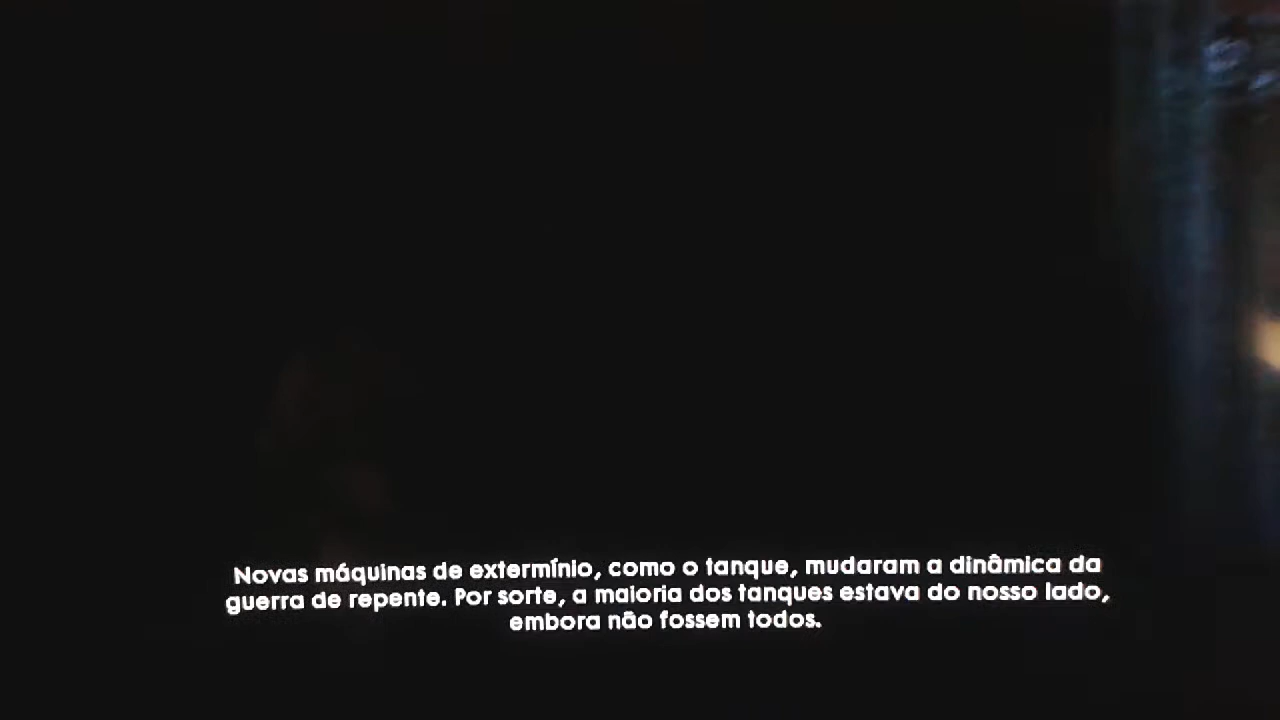 Novas máquinas de extermínio, como o tanque, mudaram a dinâmica da
guerra de repente. Por sorte, a maioria dos tanques estava do nosso lado,
embora não fossem todos.